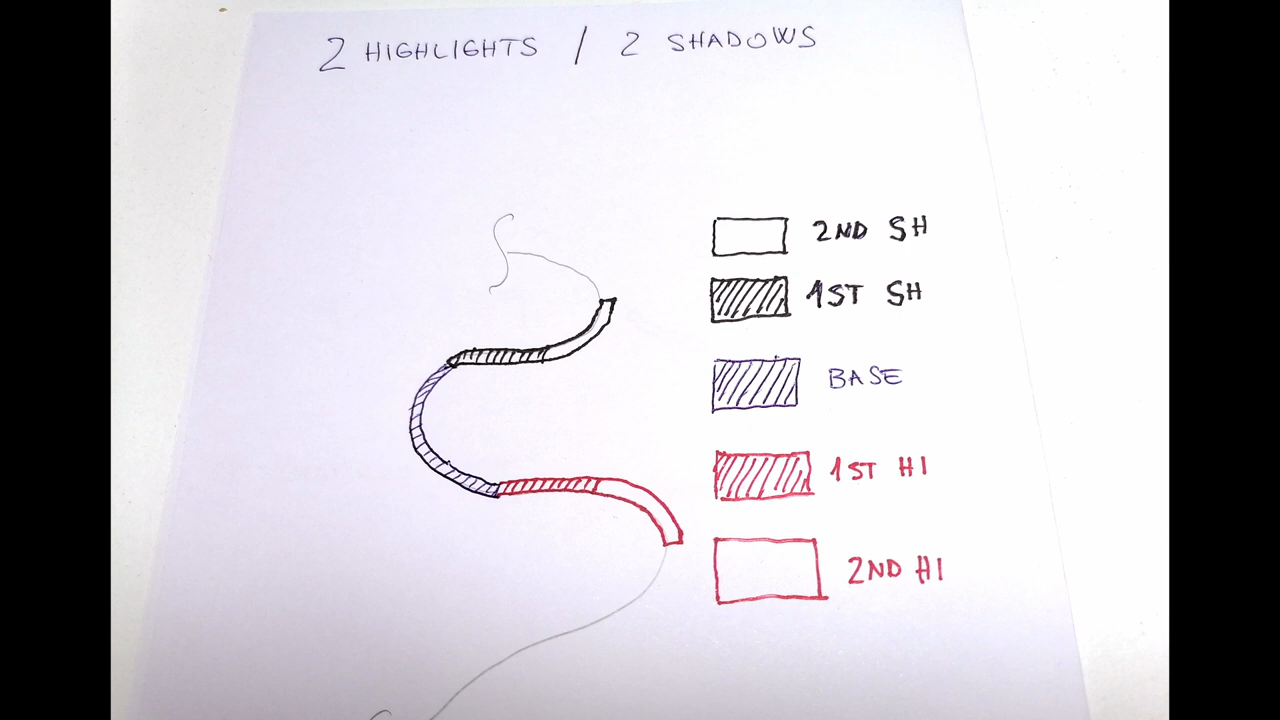 2 HIGHLIGHTS / 2 SHADOWS
2ND SH
1ST SH
BASE
1ST HI
2ND HI